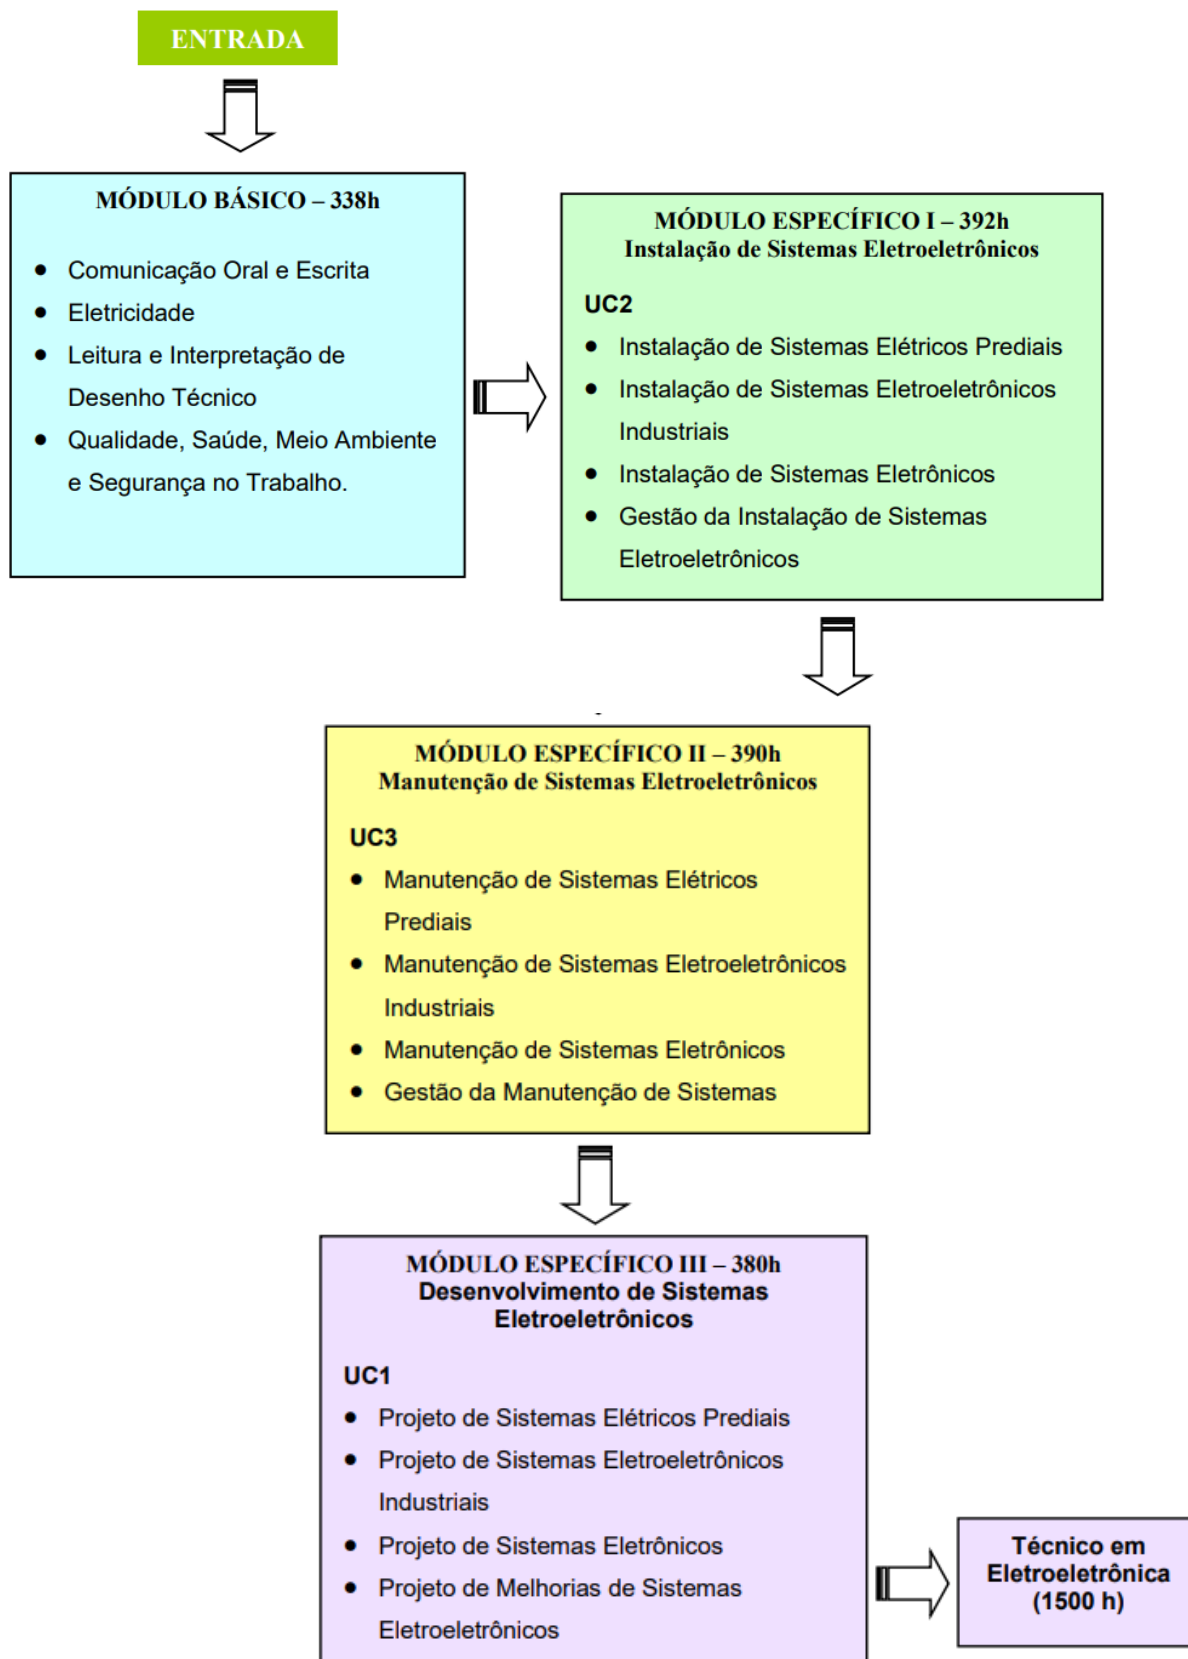 ENTRADA
MÓDULO BÁSICO – 338h
● Comunicação Oral e Escrita
● Eletricidade
● Leitura e Interpretação de
Desenho Técnico
● Qualidade, Saúde, Meio Ambiente
e Segurança no Trabalho.
MÓDULO ESPECÍFICO I – 392h
Instalação de Sistemas Eletroeletrônicos
UC2
● Instalação de Sistemas Elétricos Prediais
● Instalação de Sistemas Eletroeletrônicos
Industriais
● Instalação de Sistemas Eletrônicos
● Gestão da Instalação de Sistemas
Eletroeletrônicos
MÓDULO ESPECÍFICO II – 390h
Manutenção de Sistemas Eletroeletrônicos
UC3
● Manutenção de Sistemas Elétricos
Prediais
● Manutenção de Sistemas Eletroeletrônicos
Industriais
● Manutenção de Sistemas Eletrônicos
● Gestão da Manutenção de Sistemas
MÓDULO ESPECÍFICO III – 380h
Desenvolvimento de Sistemas
Eletroeletrônicos
UC1
● Projeto de Sistemas Elétricos Prediais
● Projeto de Sistemas Eletroeletrônicos
Industriais
● Projeto de Sistemas Eletrônicos
● Projeto de Melhorias de Sistemas
Eletroeletrônicos
Técnico em
Eletroeletrônica
(1500 h)